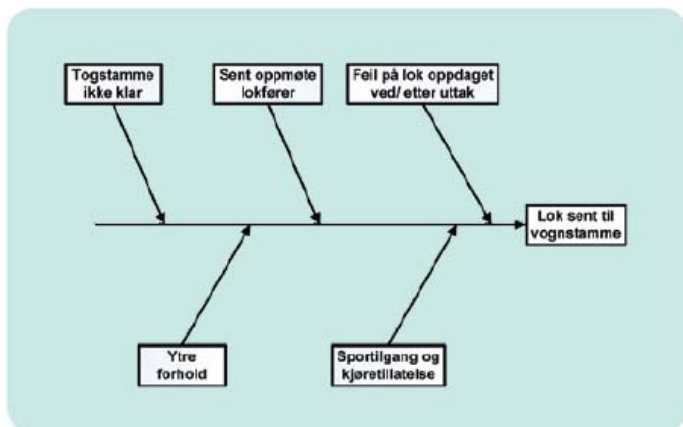 Togstamme
ikke klar
Sent oppmøte
lokfører
Feil på lok oppdaget
ved/ etter uttak
Lok sent til
vognstamme
Ytre
forhold
Sportilgang og
kjøretillatelse